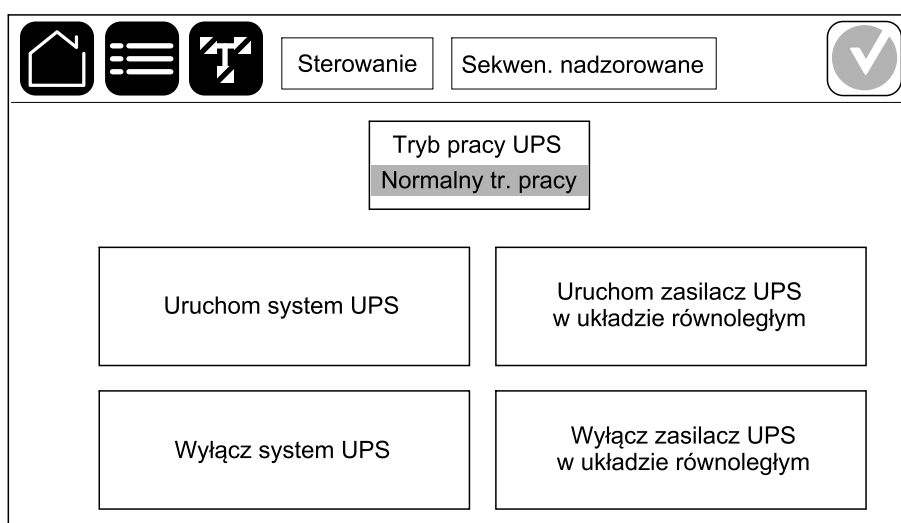 Sterowanie
Sekwen. nadzorowane
Tryb pracy UPS
Normalny tr. pracy
Uruchom system UPS
Uruchom zasilacz UPS
w układzie równoległym
Wyłącz system UPS
Wyłącz zasilacz UPS
w układzie równoległym